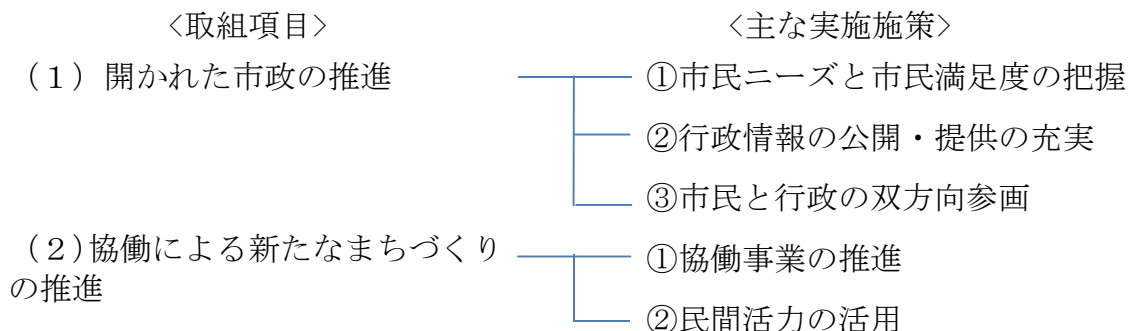 <取組項目> <主な実施施策>
(1) 開かれた市政の推進 ①市民ニーズと市民満足度の把握
②行政情報の公開・提供の充実
③市民と行政の双方向参画
(2)協働による新たなまちづくり
の推進
①協働事業の推進
②民間活力の活用